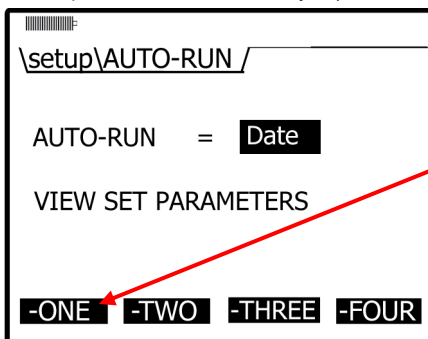 \setup\AUTO-RUN /
AUTO-RUN = Date
VIEW SET PARAMETERS
-ONE -TWO -THREE -FOUR